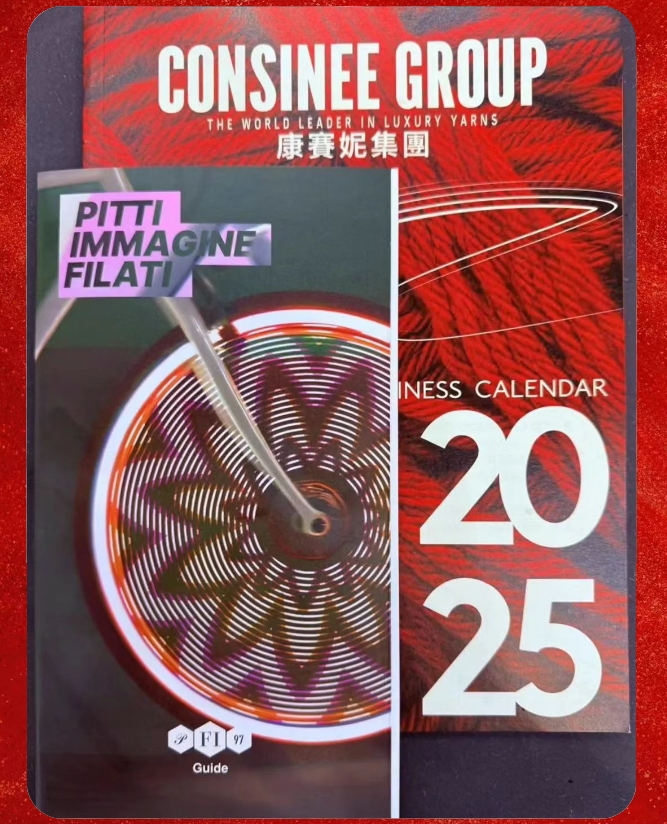 CONSINEE GROUP
THE WORLD LEADER IN LUXURY YARNS
康賽妮集團
PITTI
IMMAGINE
FILATI
INESS CALENDAR
20
25
P FI 97
Guide